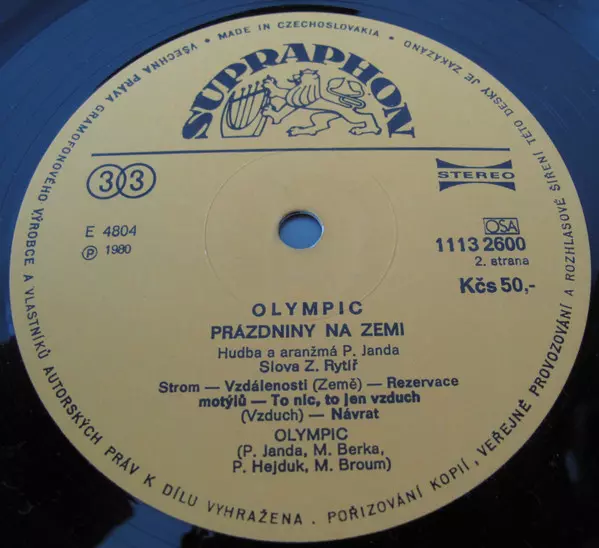 VŠECHNA PRÁVA GRAMOFONOVÉHO VÝROBCE A VLASTNÍKŮ AUTORSKÝCH PRÁV K DÍLU VYHRAŽENA . POŘIZOVÁNÍ KOPIÍ, VEŘEJNÉ PROVOZOVÁNÍ A ROZHLASOVÉ ŠÍŘENÍ TÉTO DESKY JE ZAKÁZÁNO
• MADE IN CZECHOSLOVAKIA •
SUPRAPHON
33
STEREO
E 4804
Ⓟ 1980
OSA
1113 2600
2. strana
Kčs 50,-
OLYMPIC
PRÁZDNINY NA ZEMI
Hudba a aranžmá P. Janda
Slova Z. Rytíř
Strom — Vzdálenosti (Země) — Rezervace
motýlů — To nic, to jen vzduch
(Vzduch) — Návrat
OLYMPIC
(P. Janda, M. Berka,
P. Hejduk, M. Broum)